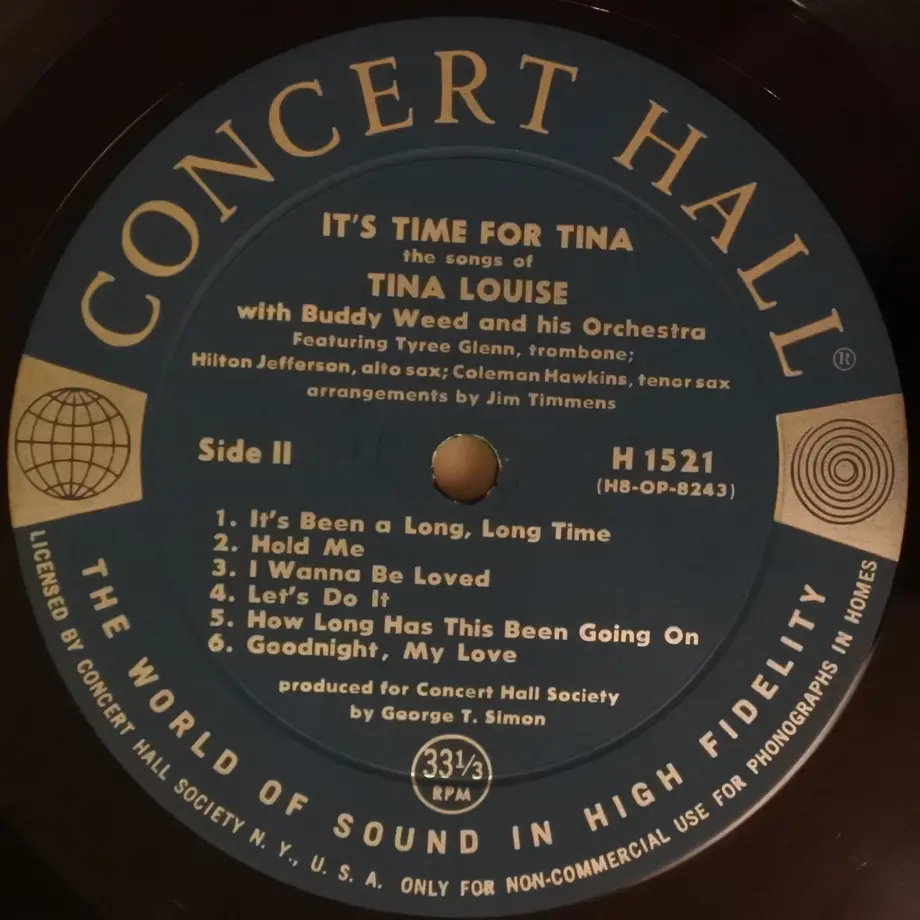 CONCERT HALL ®
IT'S TIME FOR TINA
the songs of
TINA LOUISE
with Buddy Weed and his Orchestra
Featuring Tyree Glenn, trombone;
Hilton Jefferson, alto sax; Coleman Hawkins, tenor sax
arrangements by Jim Timmens
Side II
H 1521
(H8-OP-8243)
1. It's Been a Long, Long Time
2. Hold Me
3. I Wanna Be Loved
4. Let's Do It
5. How Long Has This Been Going On
6. Goodnight, My Love
produced for Concert Hall Society
by George T. Simon
33 1/3
RPM
THE WORLD OF SOUND IN HIGH FIDELITY
LICENSED BY CONCERT HALL SOCIETY N. Y., U. S. A. ONLY FOR NON-COMMERCIAL USE FOR PHONOGRAPHS IN HOMES